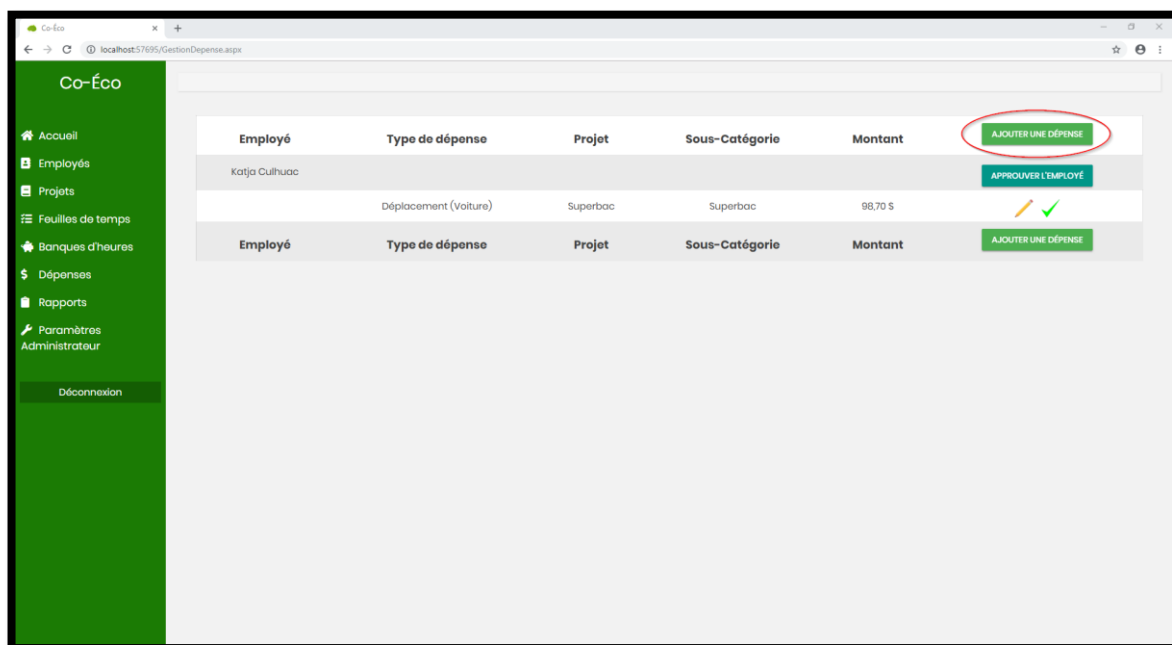 Co-Éco
localhost:57695/GestionDepense.aspx
Co-Éco
Accueil
Employés
Projets
Feuilles de temps
Banques d'heures
Dépenses
Rapports
Paramètres
Administrateur
Déconnexion
Employé Type de dépense Projet Sous-Catégorie Montant AJOUTER UNE DÉPENSE
Katja Culhuac APPROUVER L'EMPLOYÉ
Déplacement (Voiture) Superbac Superbac 98,70 $
Employé Type de dépense Projet Sous-Catégorie Montant AJOUTER UNE DÉPENSE